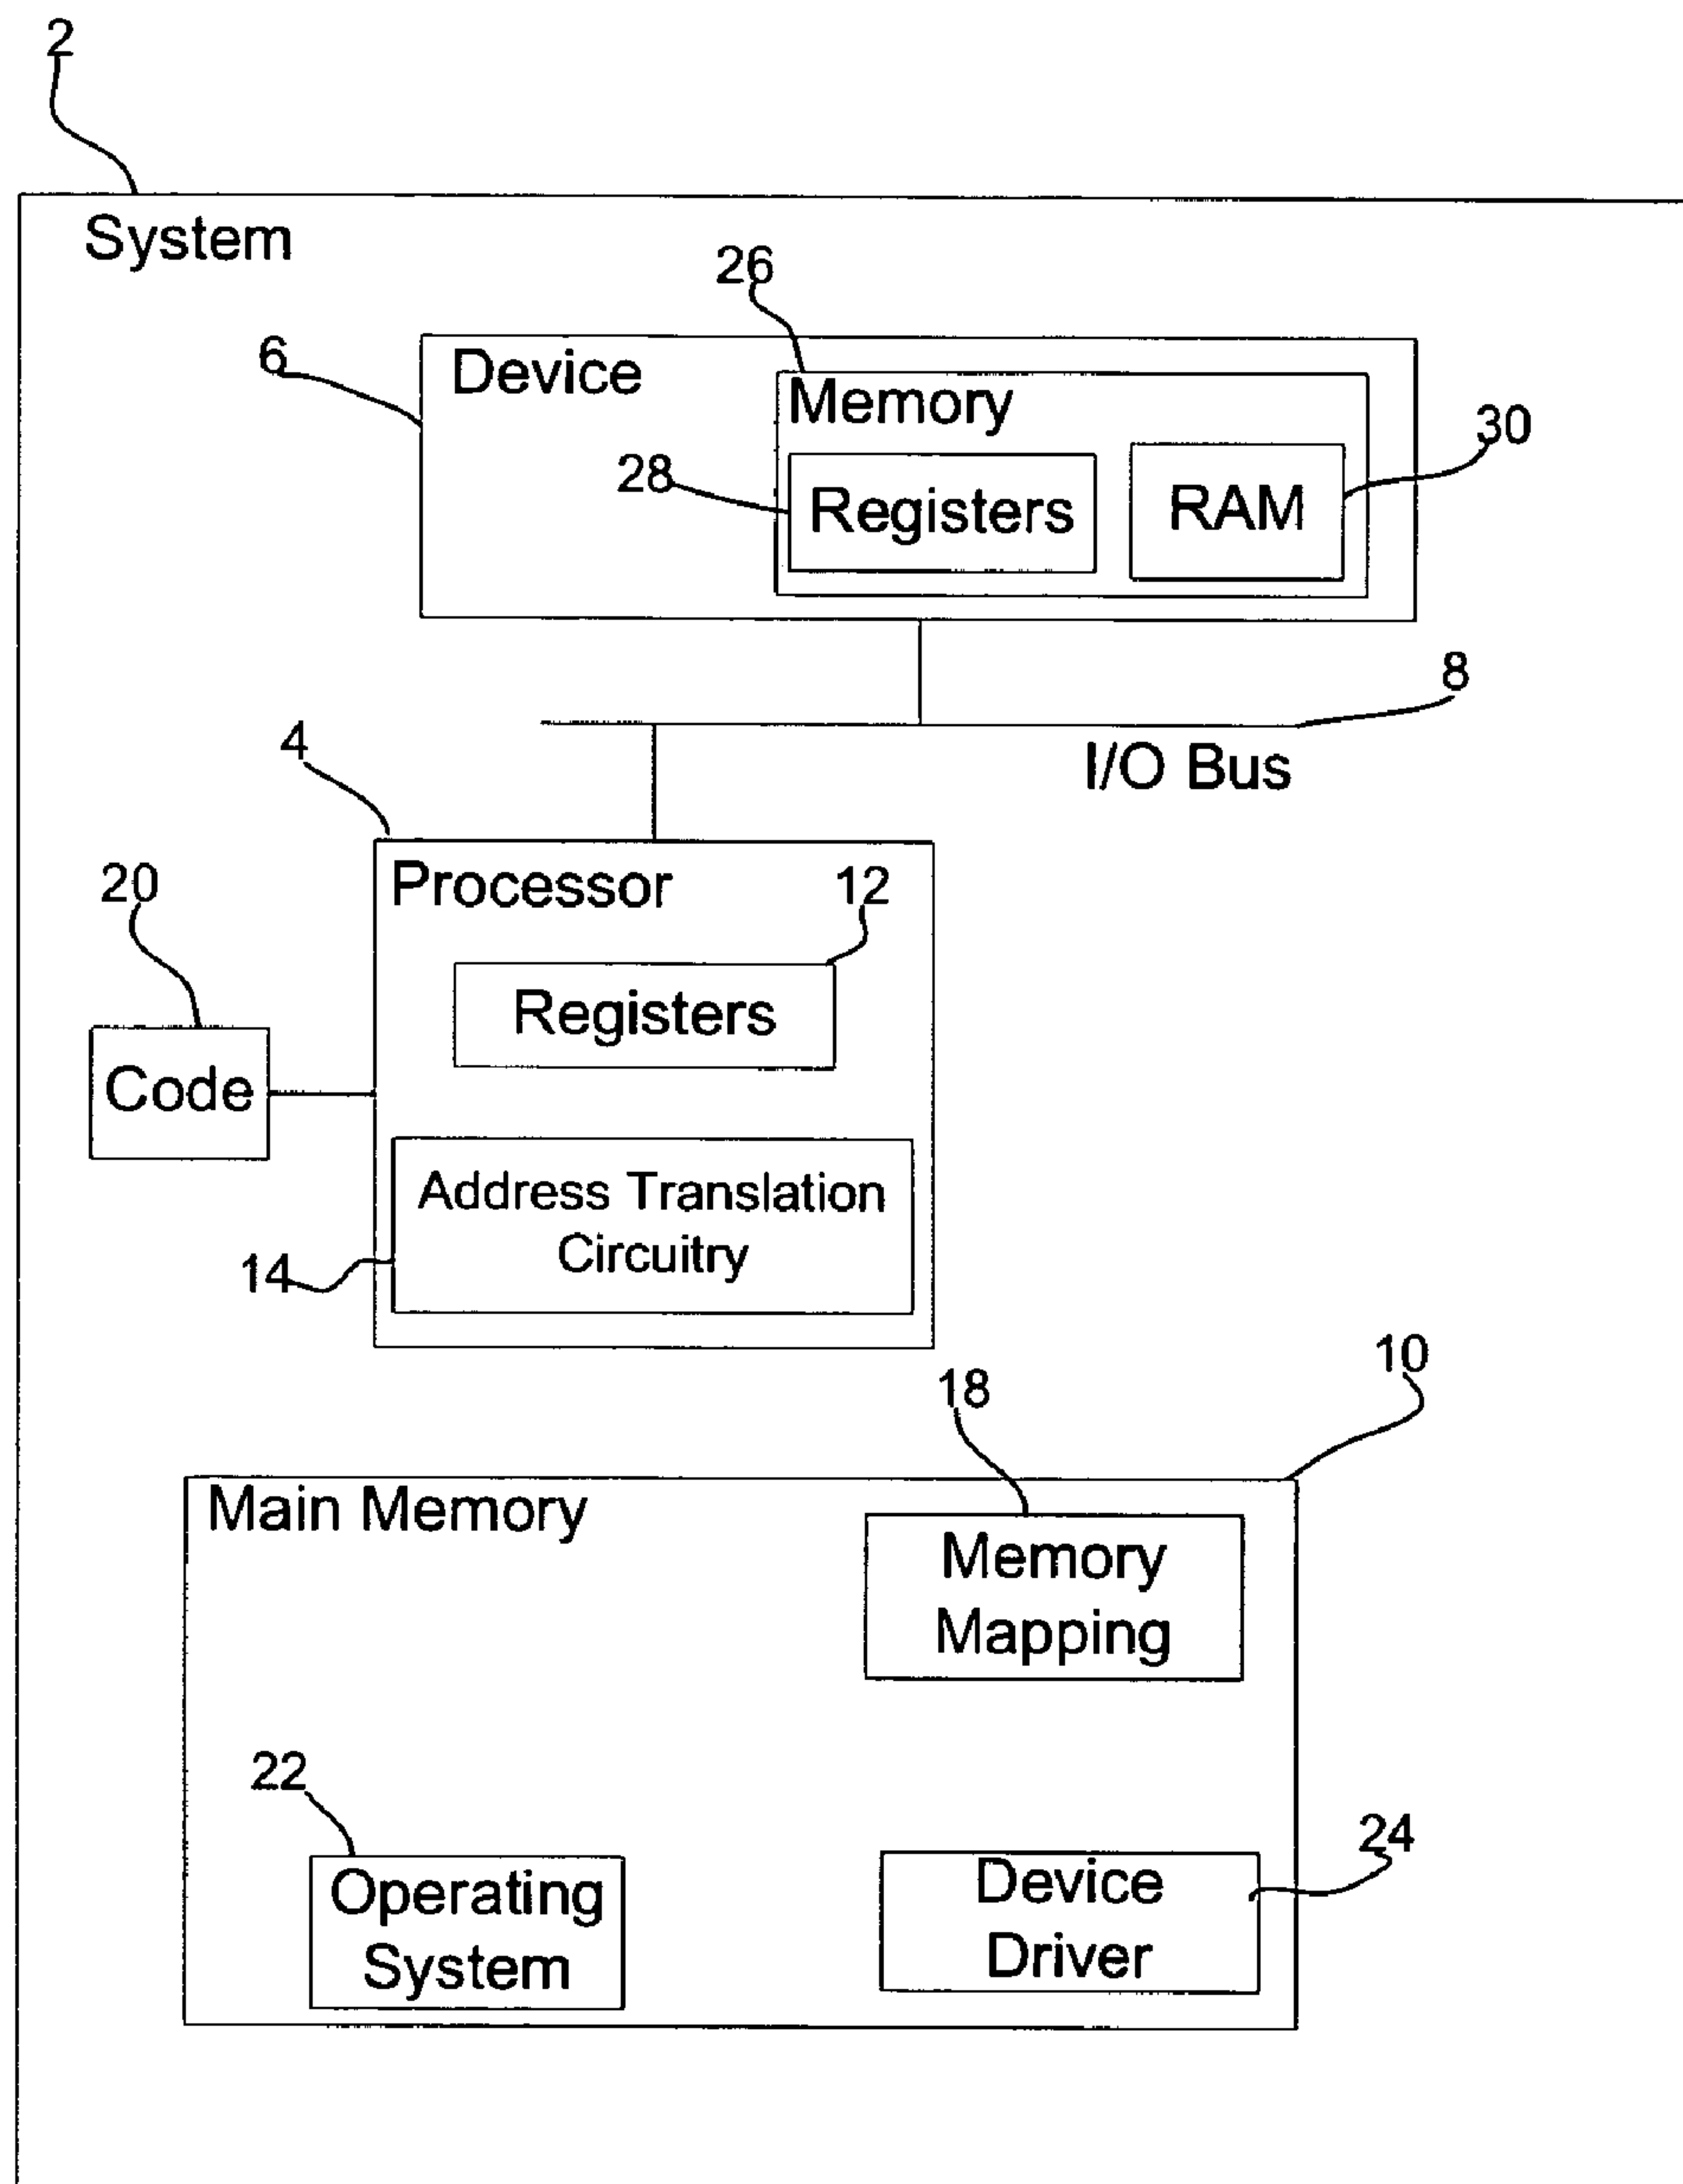 2
System
26
6
Device
Memory
30
28
Registers
RAM
8
I/O Bus
4
Processor
12
20
Registers
Code
Address Translation
Circuitry
14
10
18
Main Memory
Memory
Mapping
22
24
Operating
System
Device
Driver